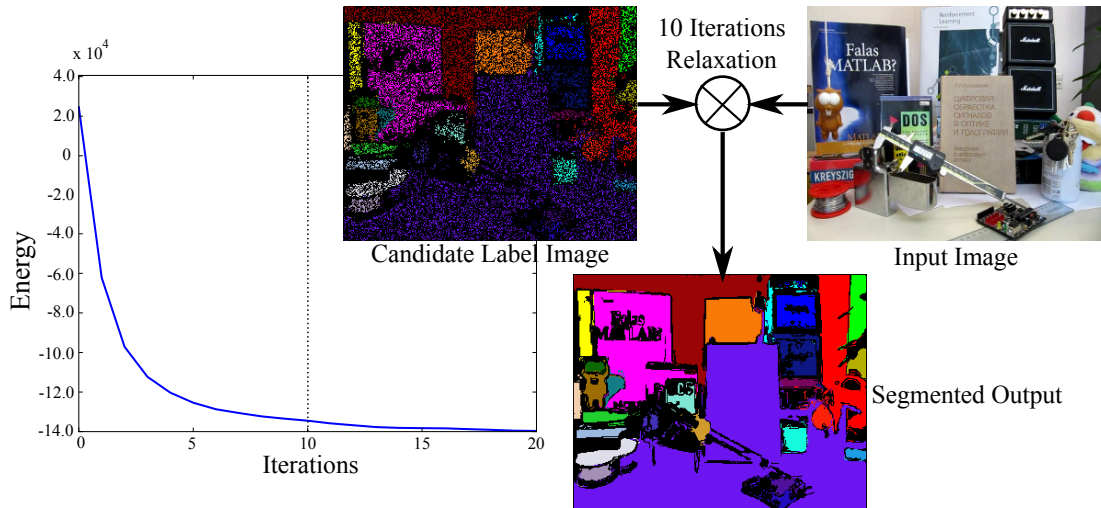 x 10⁴
4.0
2.0
0
-2.0
-4.0
-6.0
-8.0
-10.0
-12.0
-14.0
0
5
10
15
20
Energy
Iterations
Candidate Label Image
10 Iterations
Relaxation
Input Image
Segmented Output
Falas
MATLAB?
MATLAB
Reinforcement
Learning
Marshall
Marshall
DOS
ЦИФРОВАЯ
ОБРАБОТКА
СИГНАЛОВ
В ОПТИКЕ
И ГОЛОГРАФИИ
KREYSZIG
Falas
MATLAB?